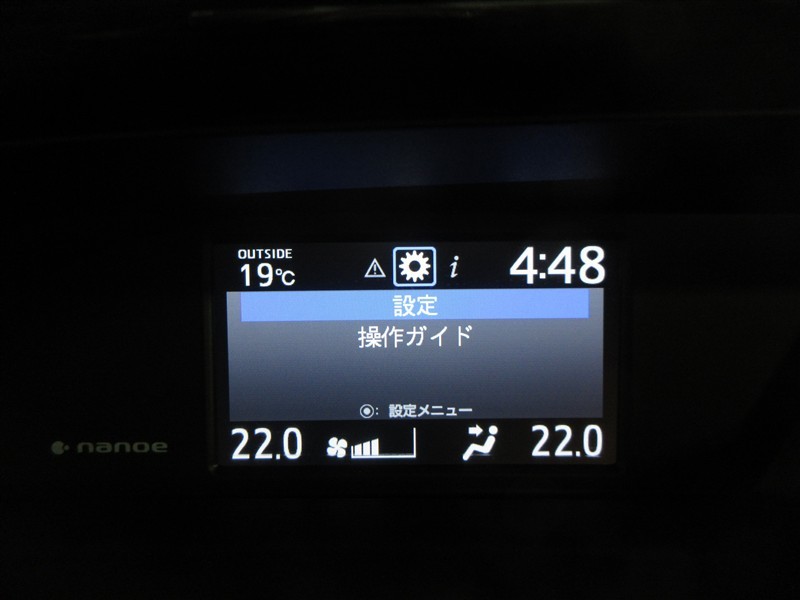 OUTSIDE
19℃
i
4:48
設定
操作ガイド
◉: 設定メニュー
nanoe
22.0
22.0